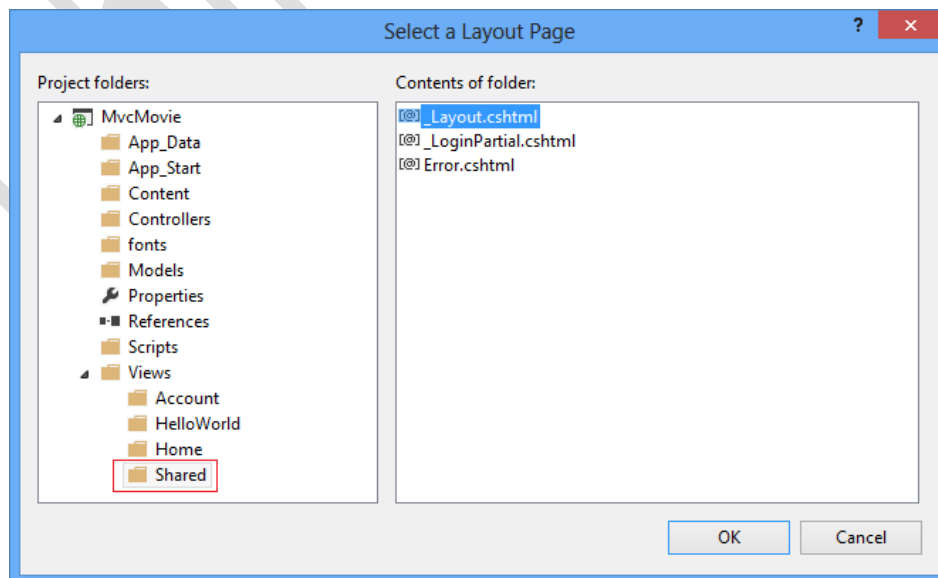 Select a Layout Page
?
×
Project folders:
MvcMovie
App_Data
App_Start
Content
Controllers
fonts
Models
Properties
References
Scripts
Views
Account
HelloWorld
Home
Shared
Contents of folder:
[@] _Layout.cshtml
[@] _LoginPartial.cshtml
[@] Error.cshtml
OK
Cancel